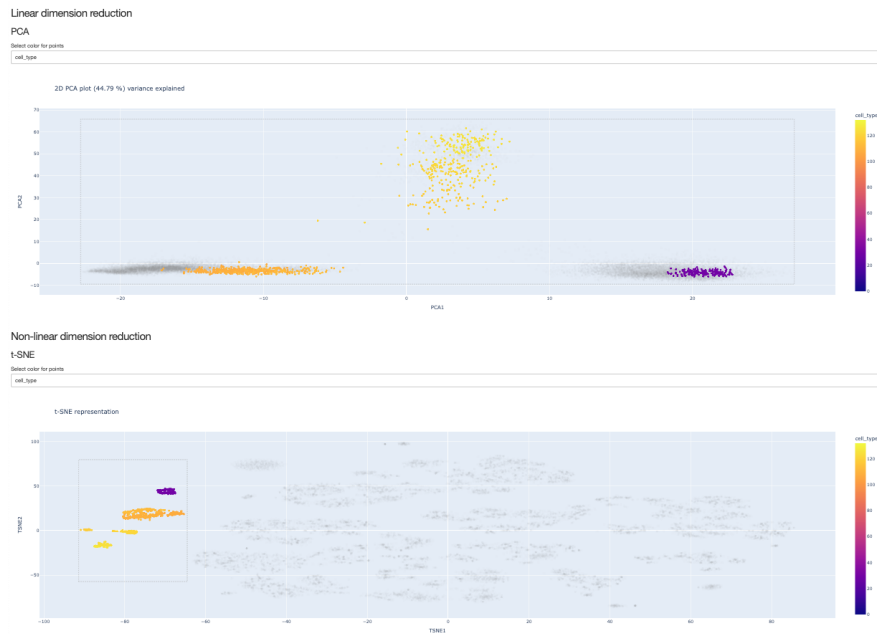 Linear dimension reduction
PCA
Select color for points
cell_type
2D PCA plot (44.79 %) variance explained
cell_type
70
60
50
40
30
20
10
0
−10
PCA2
−20
−10
0
10
20
PCA1
120
100
80
60
40
20
0
Non-linear dimension reduction
t-SNE
Select color for points
cell_type
t-SNE representation
cell_type
100
50
0
−50
TSNE2
−100
−80
−60
−40
−20
0
20
40
60
80
TSNE1
120
100
80
60
40
20
0